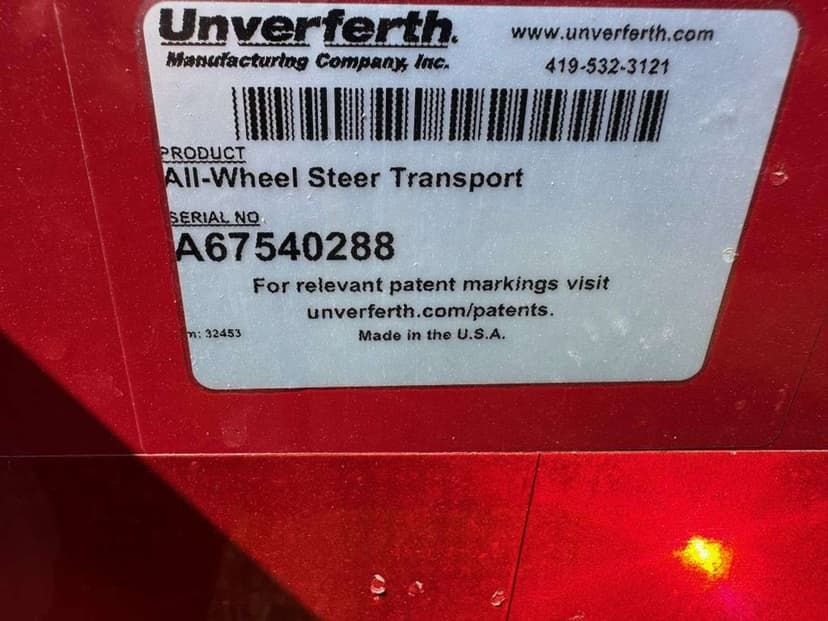 Unverferth.
Manufacturing Company, Inc.
www.unverferth.com
419-532-3121
PRODUCT
All-Wheel Steer Transport
SERIAL NO
A67540288
For relevant patent markings visit
unverferth.com/patents.
32453
Made in the U.S.A.